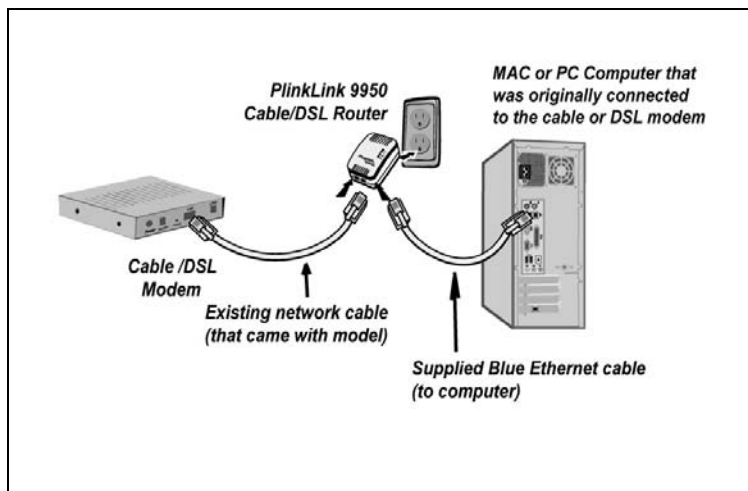 PlinkLink 9950
Cable/DSL Router
MAC or PC Computer that
was originally connected
to the cable or DSL modem
Cable /DSL
Modem
Existing network cable
(that came with model)
Supplied Blue Ethernet cable
(to computer)